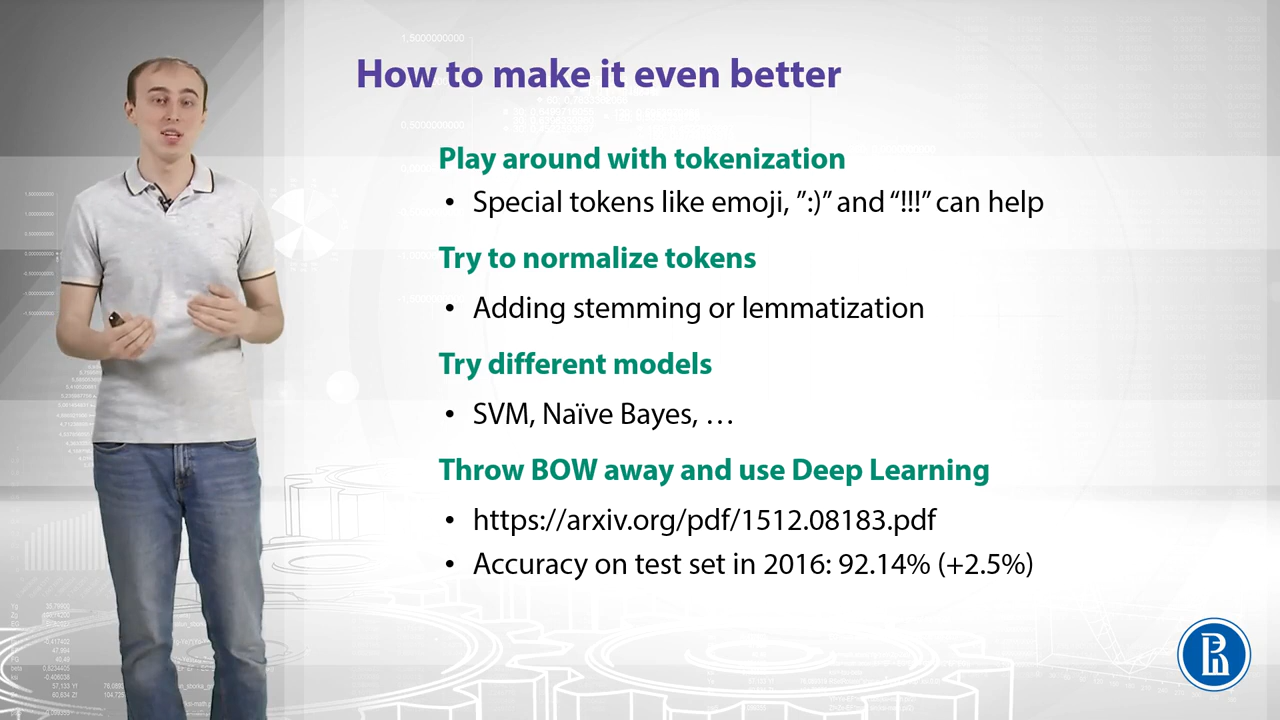 How to make it even better
Play around with tokenization
• Special tokens like emoji, ”:)” and “!!!” can help
Try to normalize tokens
• Adding stemming or lemmatization
Try different models
• SVM, Naïve Bayes, …
Throw BOW away and use Deep Learning
• https://arxiv.org/pdf/1512.08183.pdf
• Accuracy on test set in 2016: 92.14% (+2.5%)